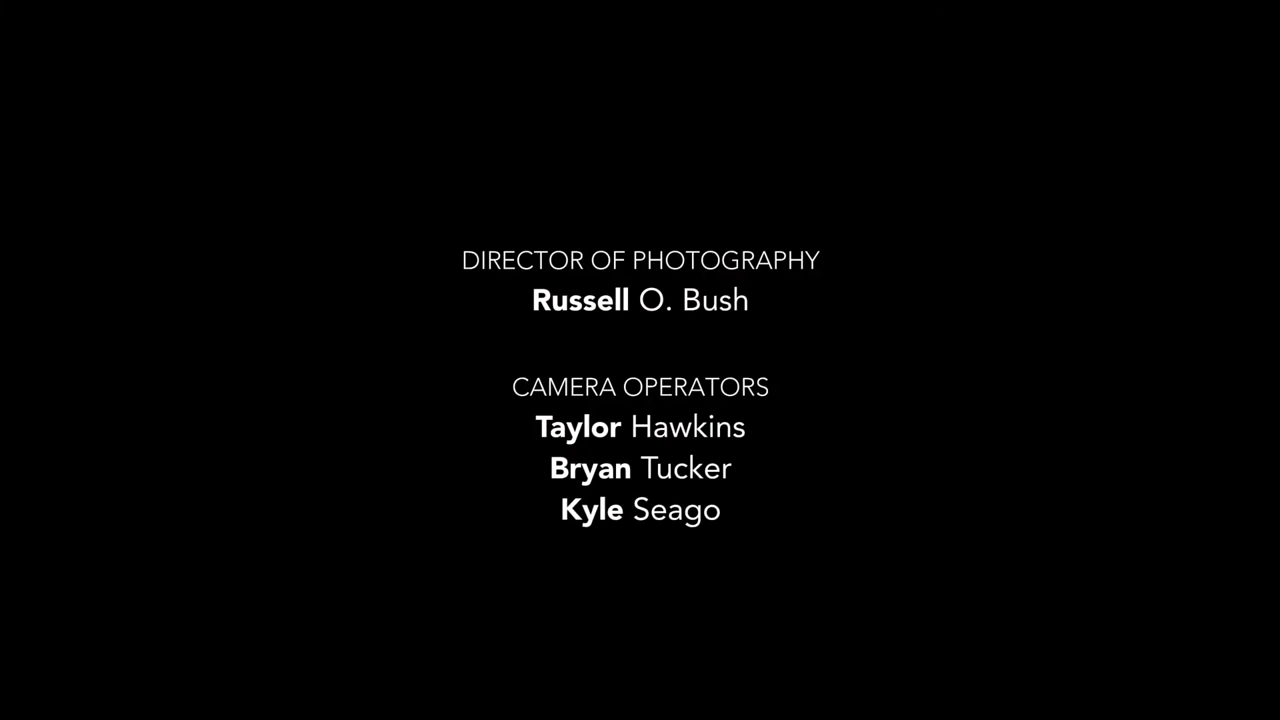 DIRECTOR OF PHOTOGRAPHY
Russell O. Bush
CAMERA OPERATORS
Taylor Hawkins
Bryan Tucker
Kyle Seago